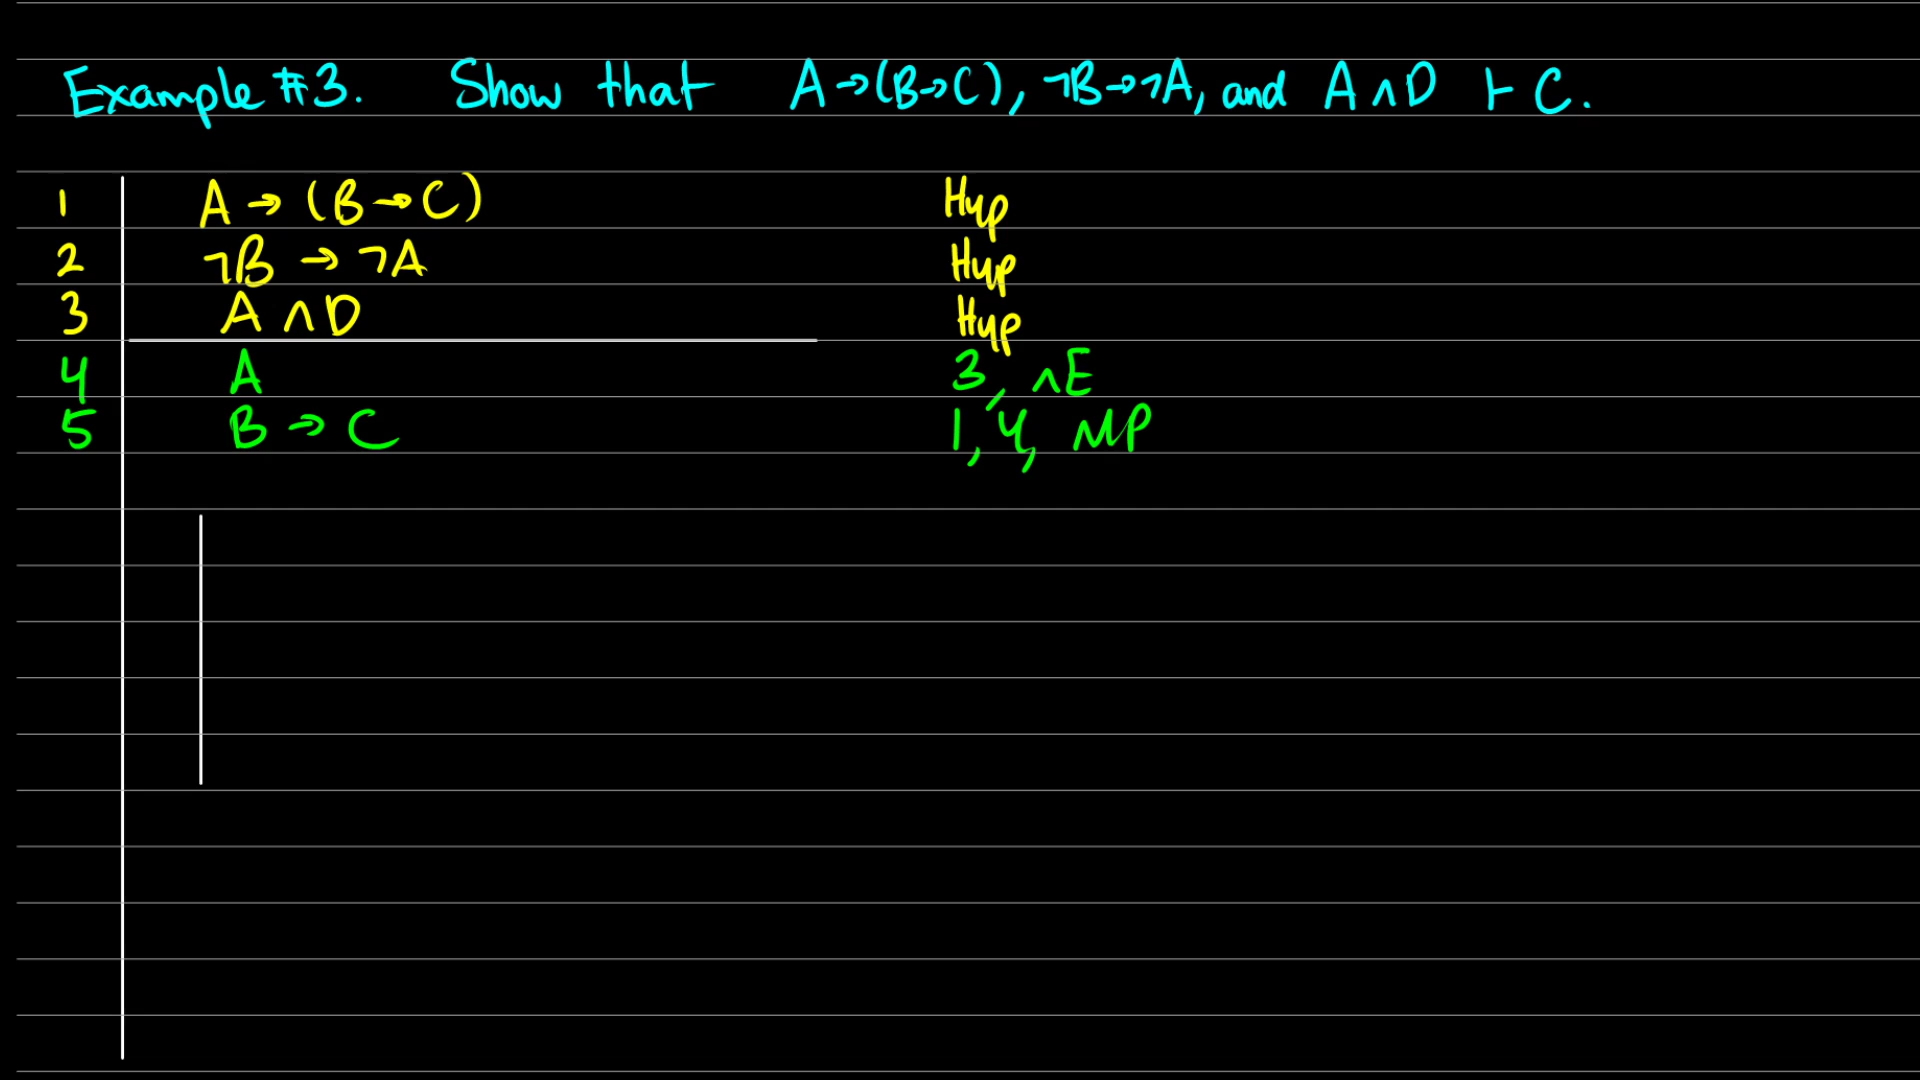 Example #3. Show that A→(B→C), ¬B→¬A, and A∧D ⊢ C.
1 A → (B→C) Hyp
2 ¬B → ¬A Hyp
3 A ∧ D Hyp
4 A 3, ∧E
5 B → C 1, 4, MP